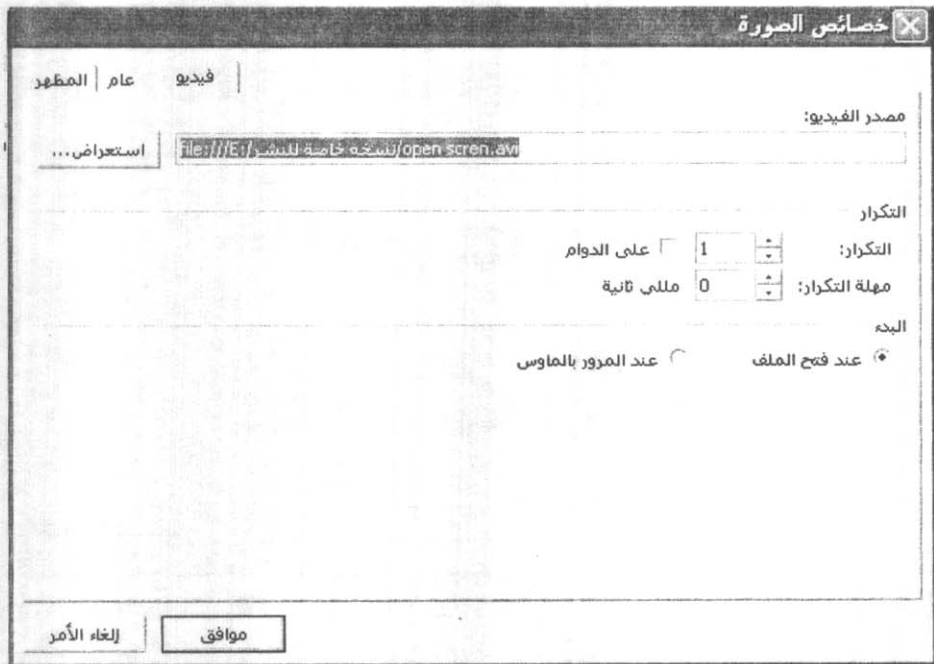 خصائص الصورة
فيديو | عام | المظهر
مصدر الفيديو:
file:///E:/نسخة خاصة للنشر/open scren.avi استعراض...
التكرار
التكرار: 1 على الدوام
مهلة التكرار: 0 مللي ثانية
البدء
عند فتح الملف عند المرور بالماوس
موافق إلغاء الأمر